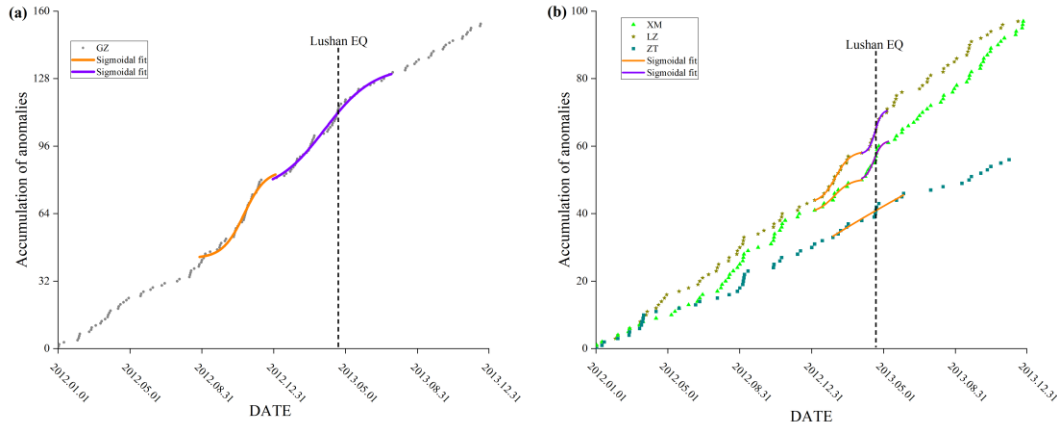 (a)
160
128
96
64
32
0
Accumulation of anomalies
GZ
Sigmoidal fit
Sigmoidal fit
Lushan EQ
2012.01.01
2012.05.01
2012.08.31
2012.12.31
2013.05.01
2013.08.31
2013.12.31
DATE
(b)
100
80
60
40
20
0
Accumulation of anomalies
XM
LZ
ZT
Sigmoidal fit
Sigmoidal fit
Lushan EQ
2012.01.01
2012.05.01
2012.08.31
2012.12.31
2013.05.01
2013.08.31
2013.12.31
DATE